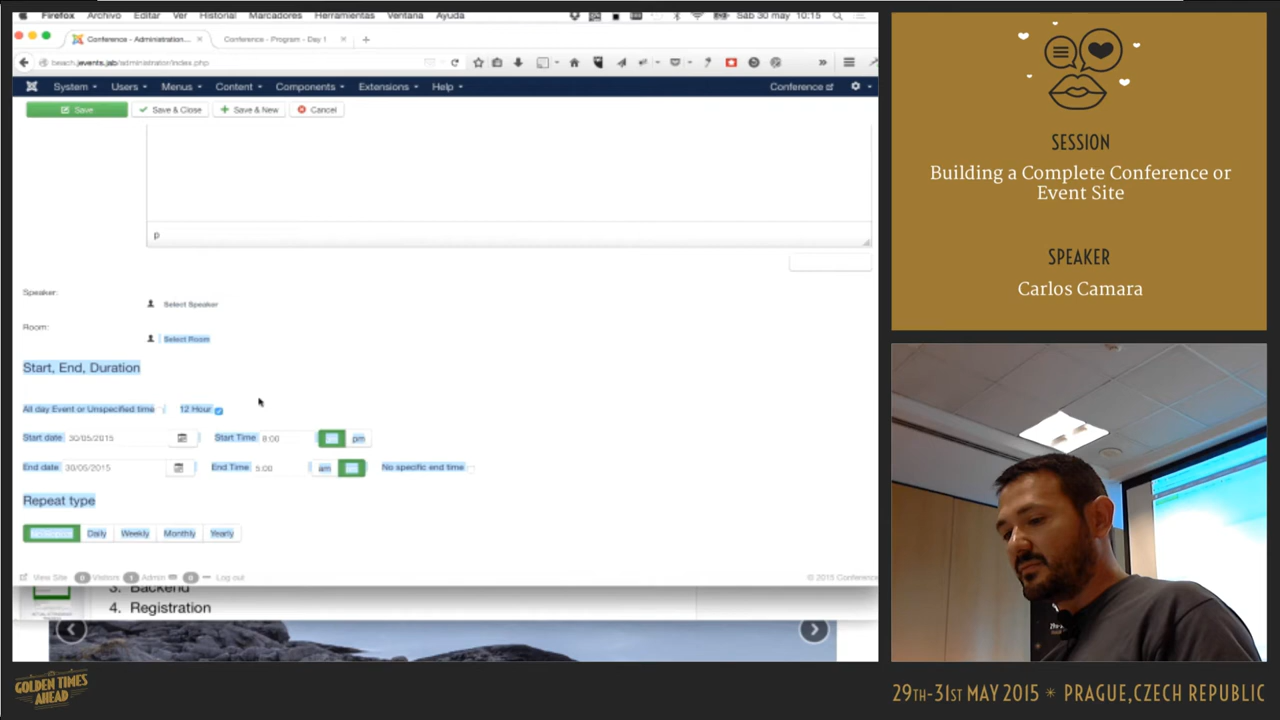 Firefox Archivo Editar Ver Historial Marcadores Herramientas Ventana Ayuda Sáb 30 may 10:15
Conference - Administration...
Conference - Program - Day 1
beach.jevents.jab/administrator/index.php
System Users Menus Content Components Extensions Help Conference
Save Save & Close Save & New Cancel
p
Speaker:
Select Speaker
Room:
Select Room
Start, End, Duration
All day Event or Unspecified time 12 Hour
Start date 30/05/2015 Start Time 8:00 pm
End date 30/05/2015 End Time 5:00 am No specific end time
Repeat type
Daily Weekly Monthly Yearly
View Site 0 Visitors 1 Admin 0 Log out © 2015 Conference
3. Backend
4. Registration
SESSION
Building a Complete Conference or
Event Site
SPEAKER
Carlos Camara
GOLDEN TIMES
AHEAD
29TH-31ST MAY 2015 * PRAGUE, CZECH REPUBLIC